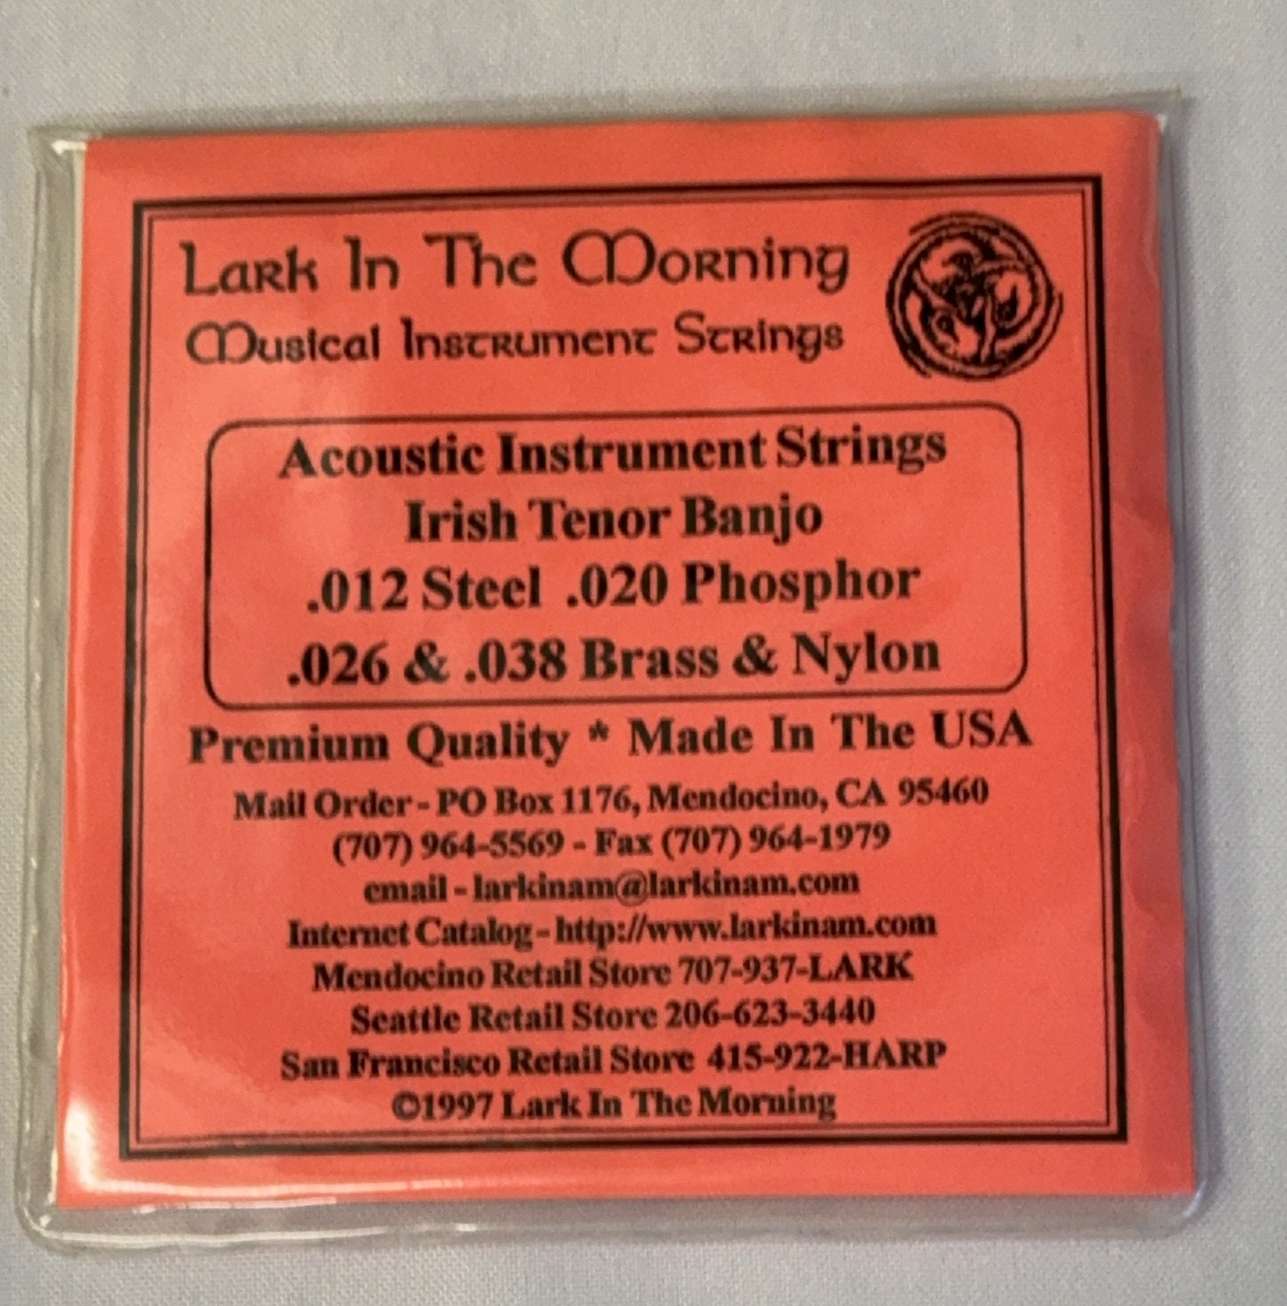 Lark In The Morning
Musical Instrument Strings
Acoustic Instrument Strings
Irish Tenor Banjo
.012 Steel .020 Phosphor
.026 & .038 Brass & Nylon
Premium Quality * Made In The USA
Mail Order - PO Box 1176, Mendocino, CA 95460
(707) 964-5569 - Fax (707) 964-1979
email - larkinam@larkinam.com
Internet Catalog - http://www.larkinam.com
Mendocino Retail Store 707-937-LARK
Seattle Retail Store 206-623-3440
San Francisco Retail Store 415-922-HARP
©1997 Lark In The Morning